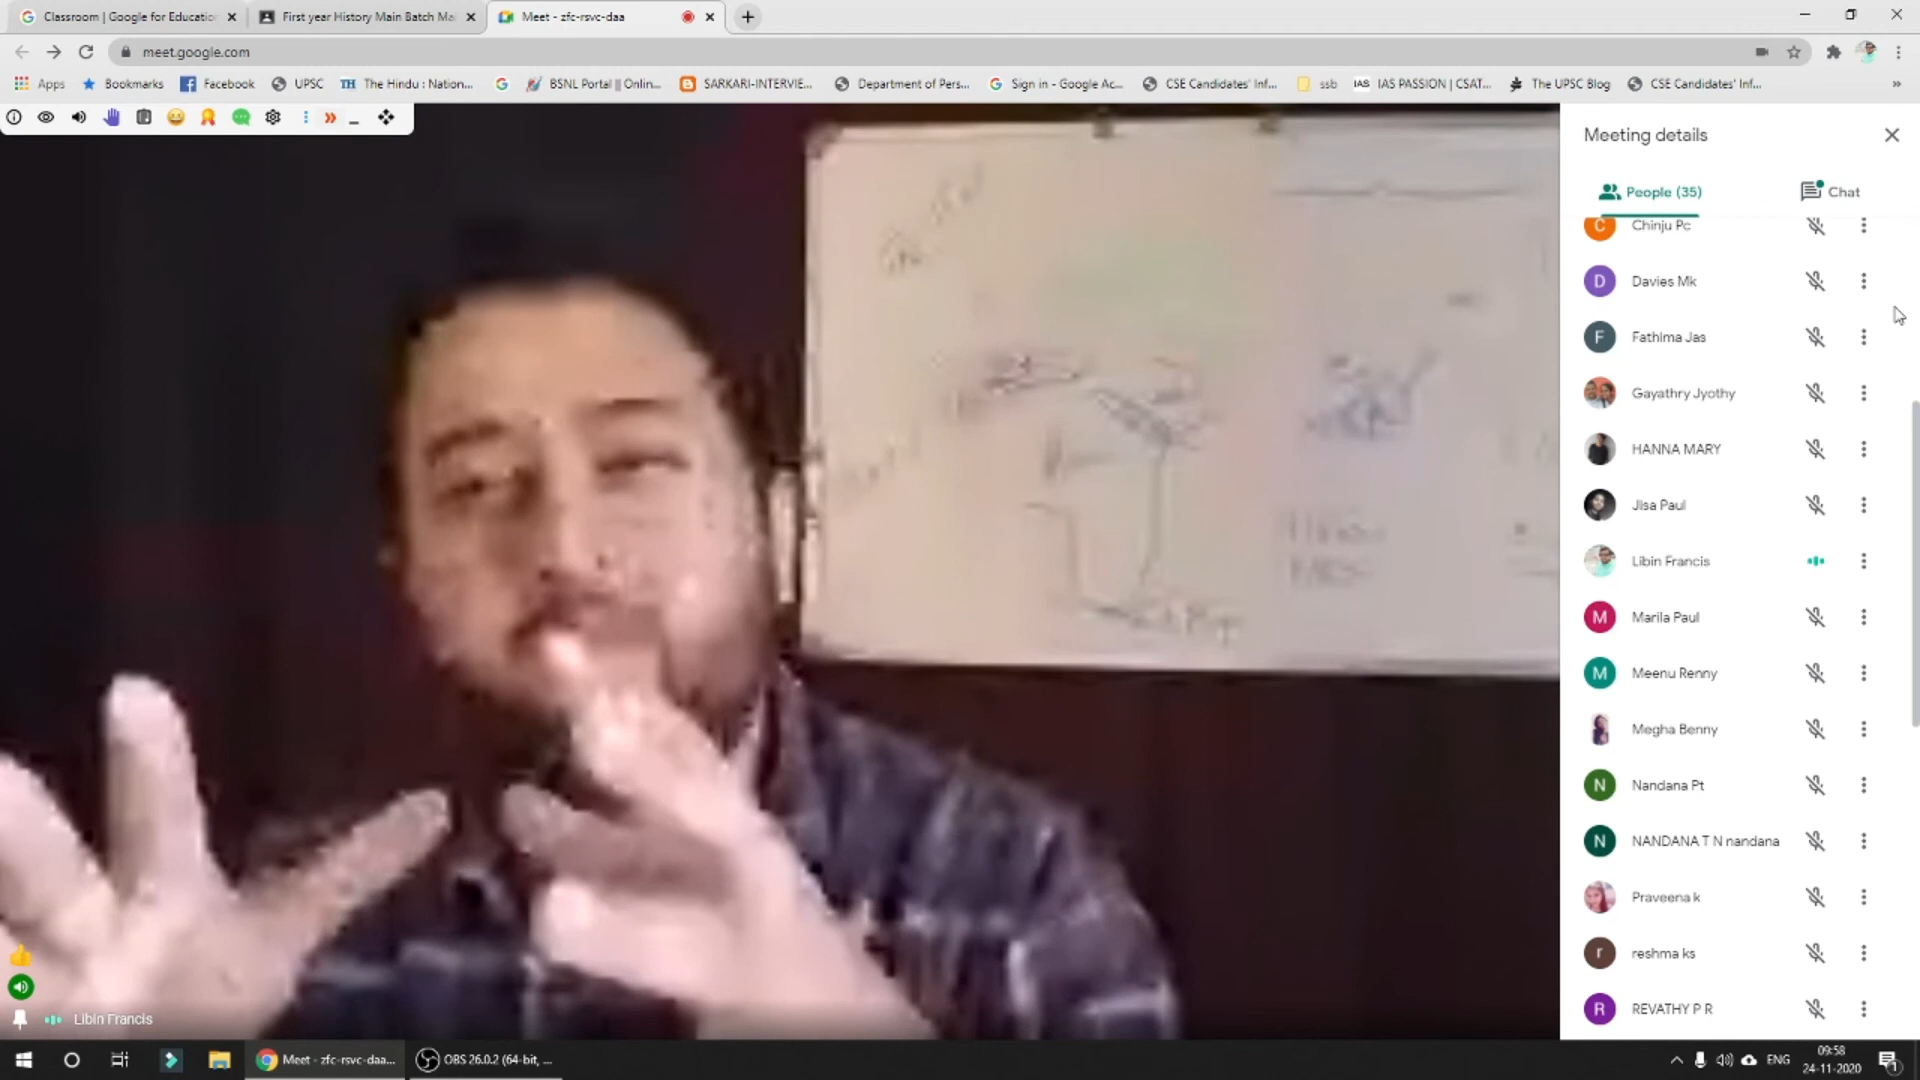 Classroom | Google for Educatio
First year History Main Batch Ma
Meet - zfc-rsvc-daa
meet.google.com
Apps
Bookmarks
Facebook
UPSC
TH The Hindu : Nation...
BSNL Portal || Onlin...
SARKARI-INTERVIE...
Department of Pers...
Sign in - Google Ac...
CSE Candidates' Inf...
ssb
IAS IAS PASSION | CSAT...
The UPSC Blog
CSE Candidates' Inf...
Meeting details
People (35)
Chat
C Chinju Pc
D Davies Mk
F Fathima Jas
Gayathry Jyothy
HANNA MARY
Jisa Paul
Libin Francis
M Marila Paul
M Meenu Renny
Megha Benny
N Nandana Pt
N NANDANA T N nandana
Praveena k
r reshma ks
R REVATHY P R
Libin Francis
Meet - zfc-rsvc-daa...
OBS 26.0.2 (64-bit, ...
ENG
09:58
24-11-2020
1